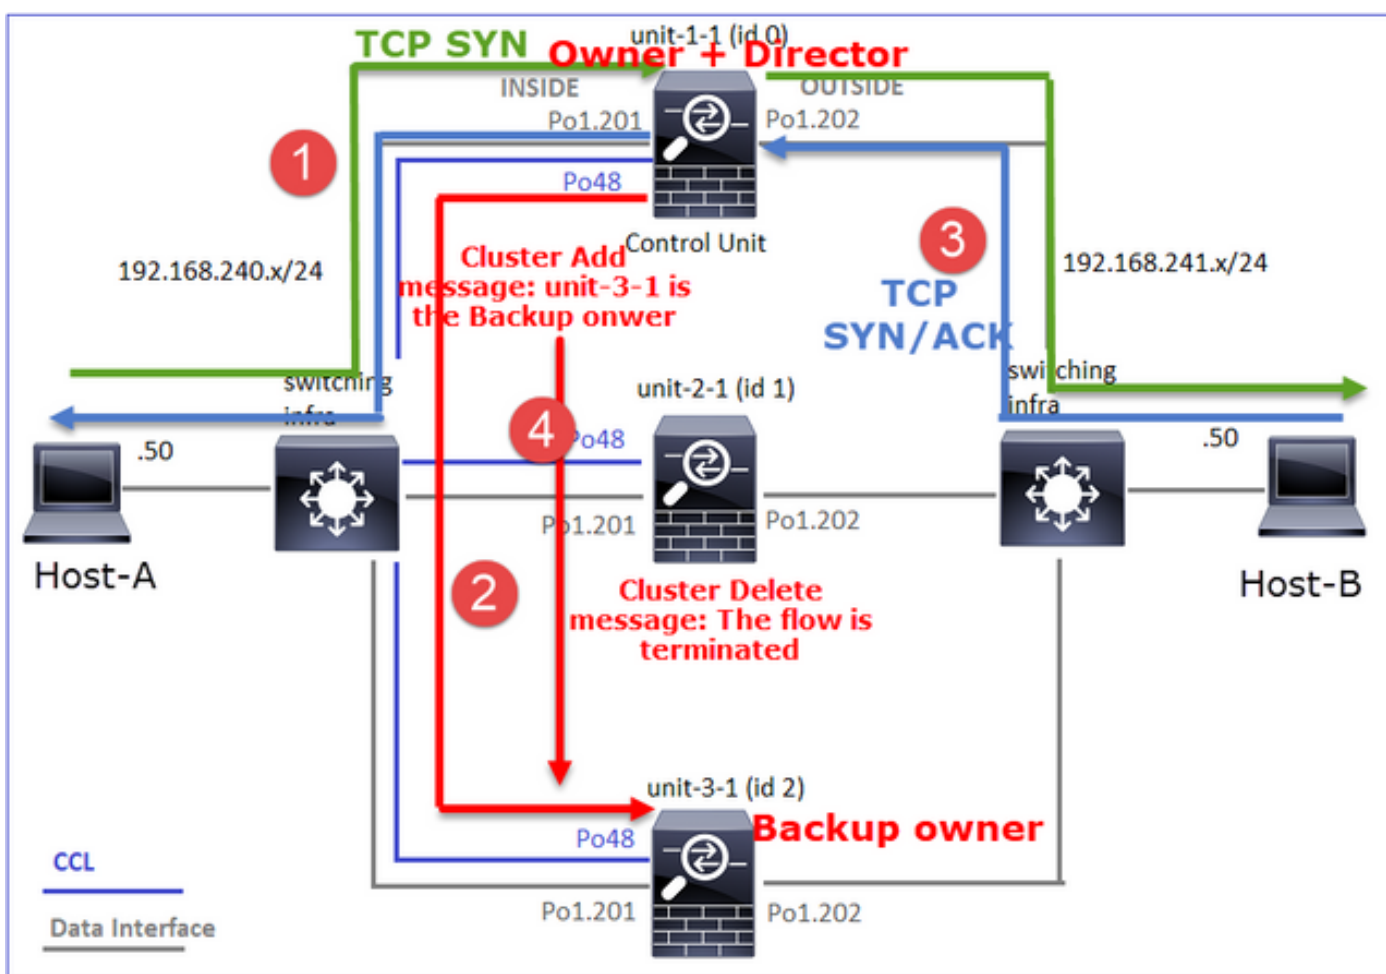 unit-1-1 (id 0)
TCP SYN
Owner + Director
INSIDE
OUTSIDE
Po1.201
Po1.202
1
Po48
Control Unit
3
192.168.240.x/24
Cluster Add
message: unit-3-1 is
the Backup onwer
192.168.241.x/24
TCP
SYN/ACK
switching
infra
unit-2-1 (id 1)
switching
infra
4
Po48
.50
.50
Po1.201
Po1.202
Host-A
Host-B
2
Cluster Delete
message: The flow is
terminated
unit-3-1 (id 2)
Backup owner
Po48
CCL
Po1.201
Po1.202
Data Interface